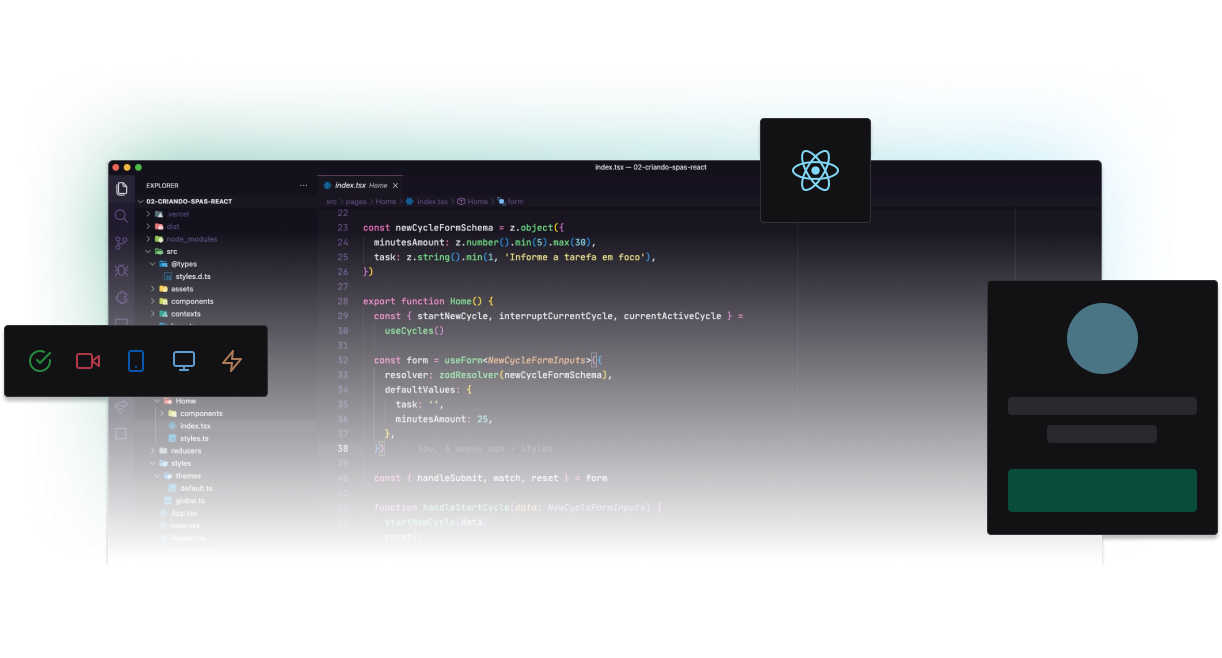 index.tsx — 02-criando-spas-react
EXPLORER
···
02-CRIANDO-SPAS-REACT
.vercel
dist
node_modules
src
@types
styles.d.ts
assets
components
contexts
Home
components
index.tsx
styles.ts
reducers
styles
themes
default.ts
global.ts
App.tsx
main.tsx
index.tsx Home
src > pages > Home > index.tsx > Home > form
22
23 const newCycleFormSchema = z.object({
24 minutesAmount: z.number().min(5).max(30),
25 task: z.string().min(1, 'Informe a tarefa em foco'),
26 })
27
28 export function Home() {
29 const { startNewCycle, interruptCurrentCycle, currentActiveCycle } =
30 useCycles()
31
32 const form = useForm<NewCycleFormInputs>({
33 resolver: zodResolver(newCycleFormSchema),
34 defaultValues: {
35 task: '',
36 minutesAmount: 25,
37 },
38 }) You, 3 weeks ago • Styles
39
40 const { handleSubmit, watch, reset } = form
41
42 function handleStartCycle(data: NewCycleFormInputs) {
43 startNewCycle(data)
reset()